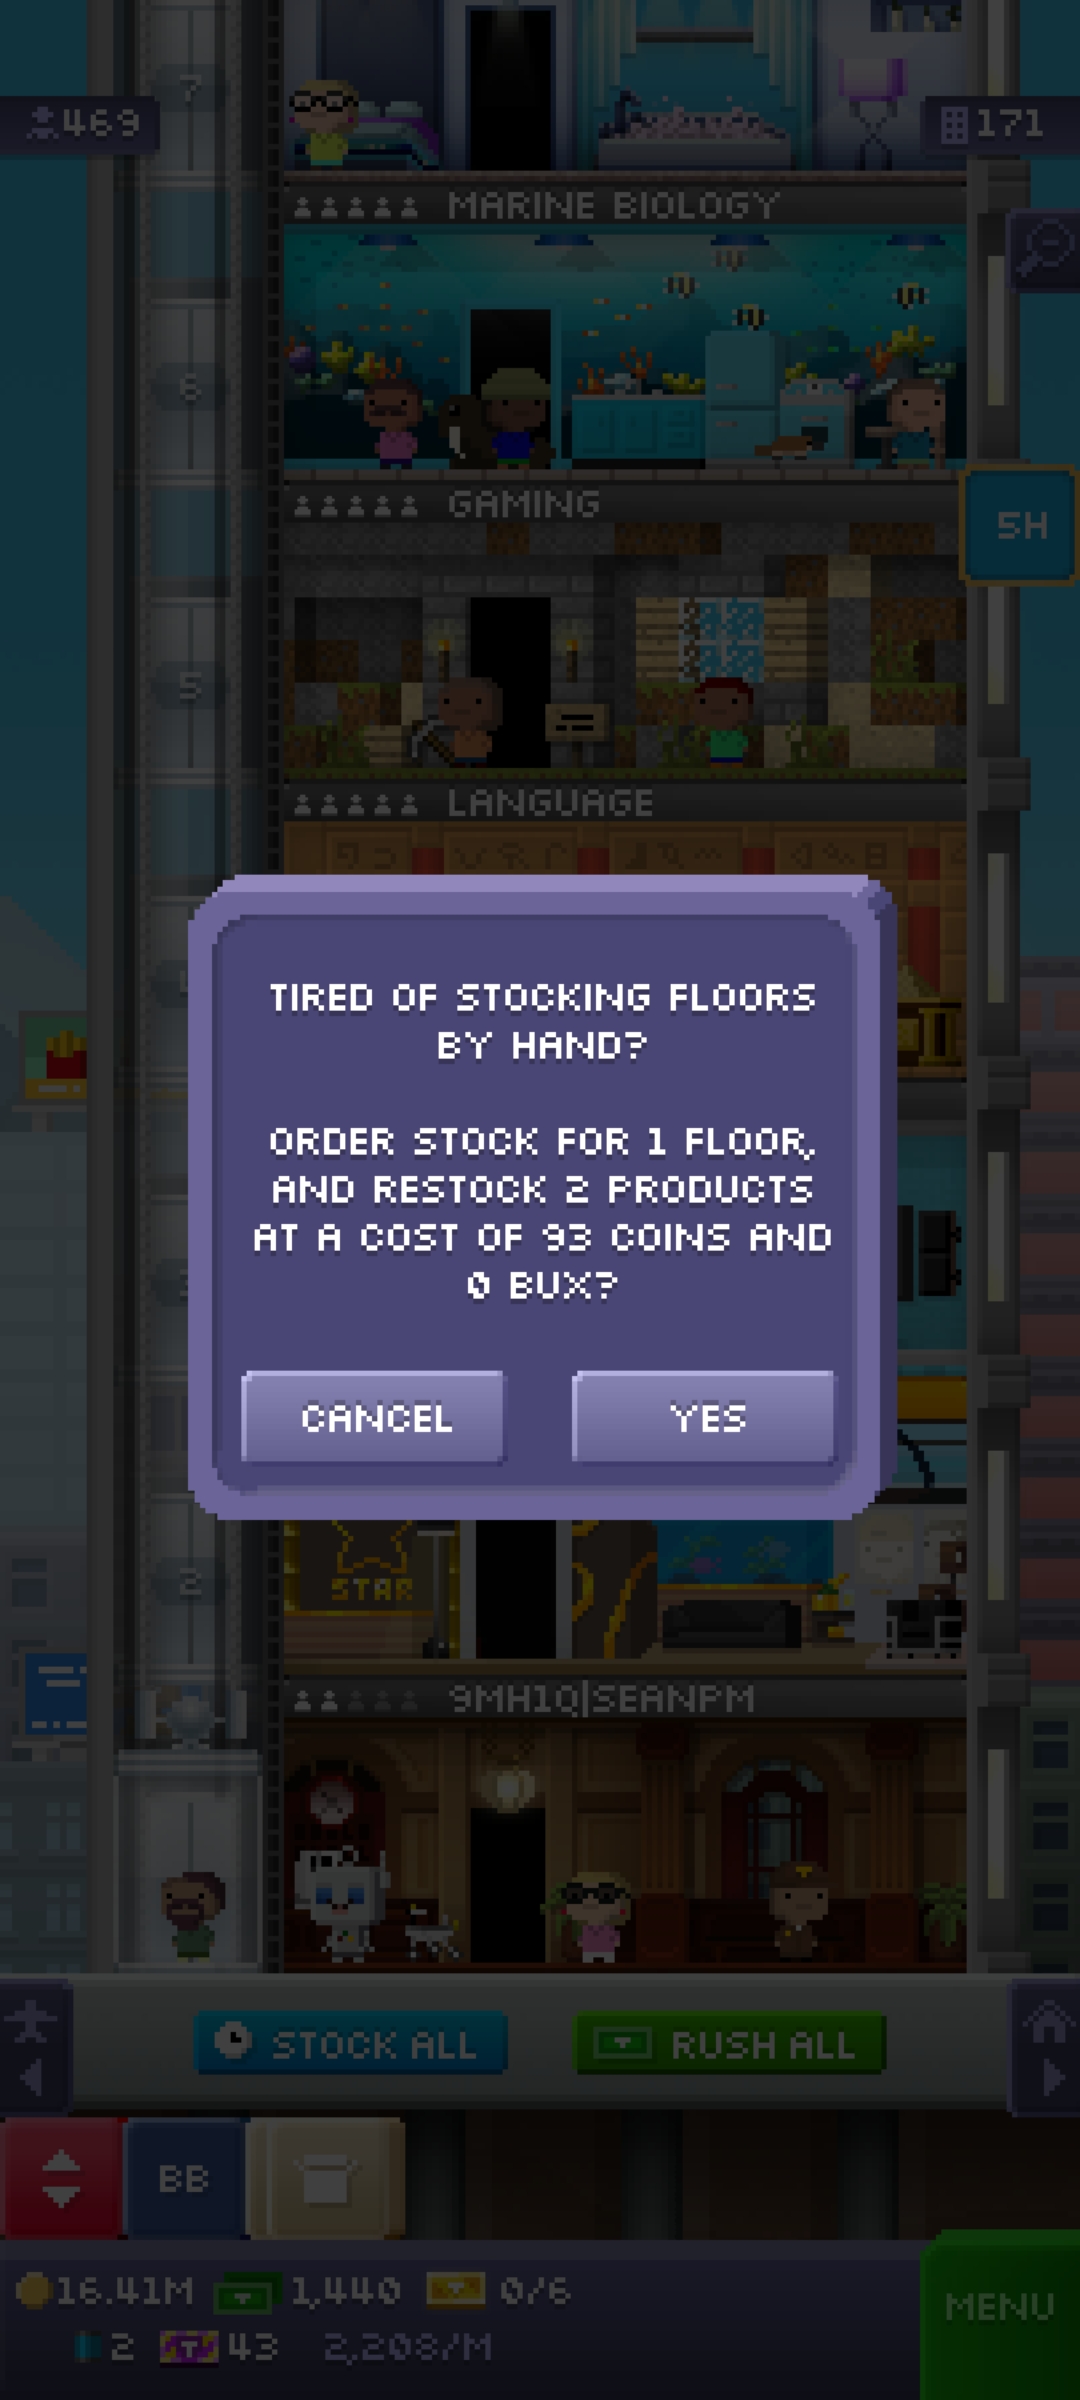 7
469
171
MARINE BIOLOGY
6
GAMING
5H
5
LANGUAGE
TIRED OF STOCKING FLOORS
BY HAND?
ORDER STOCK FOR 1 FLOOR,
AND RESTOCK 2 PRODUCTS
AT A COST OF 93 COINS AND
0 BUX?
CANCEL
YES
2
STAR
9MH1Q|SEANPM
STOCK ALL
RUSH ALL
BB
16.41M
1,440
0/6
MENU
2
43
2,208/M